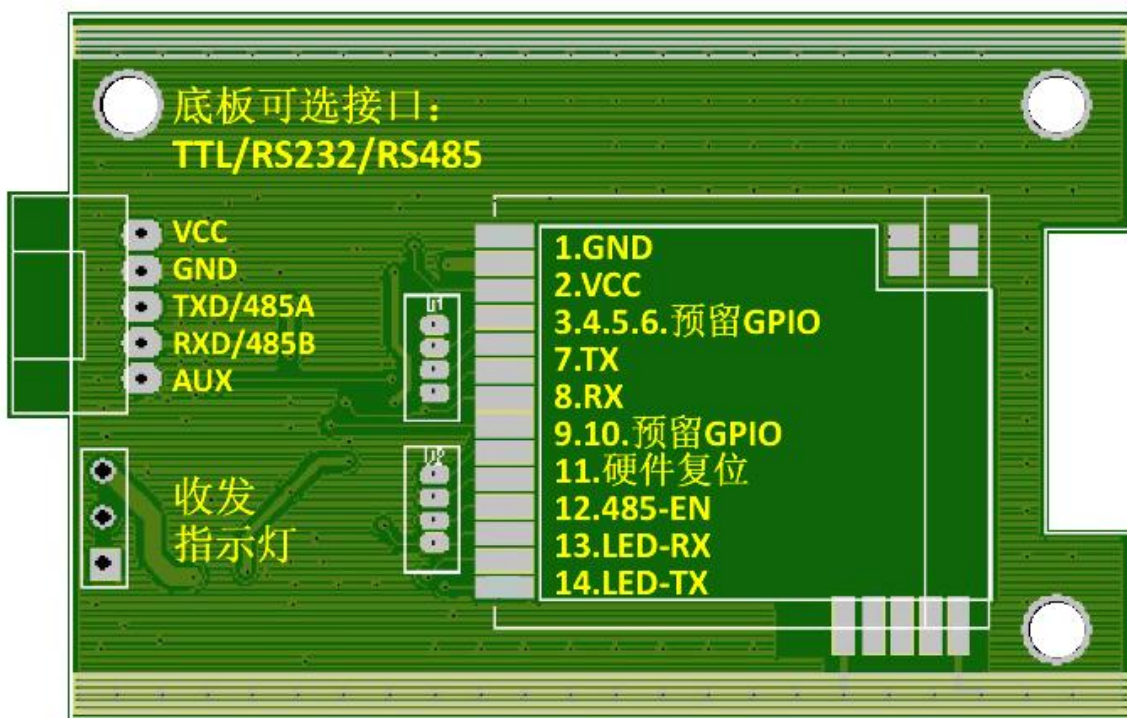 底板可选接口：
TTL/RS232/RS485
VCC
GND
TXD/485A
RXD/485B
AUX
收发
指示灯
1.GND
2.VCC
3.4.5.6.预留GPIO
7.TX
8.RX
9.10.预留GPIO
11.硬件复位
12.485-EN
13.LED-RX
14.LED-TX